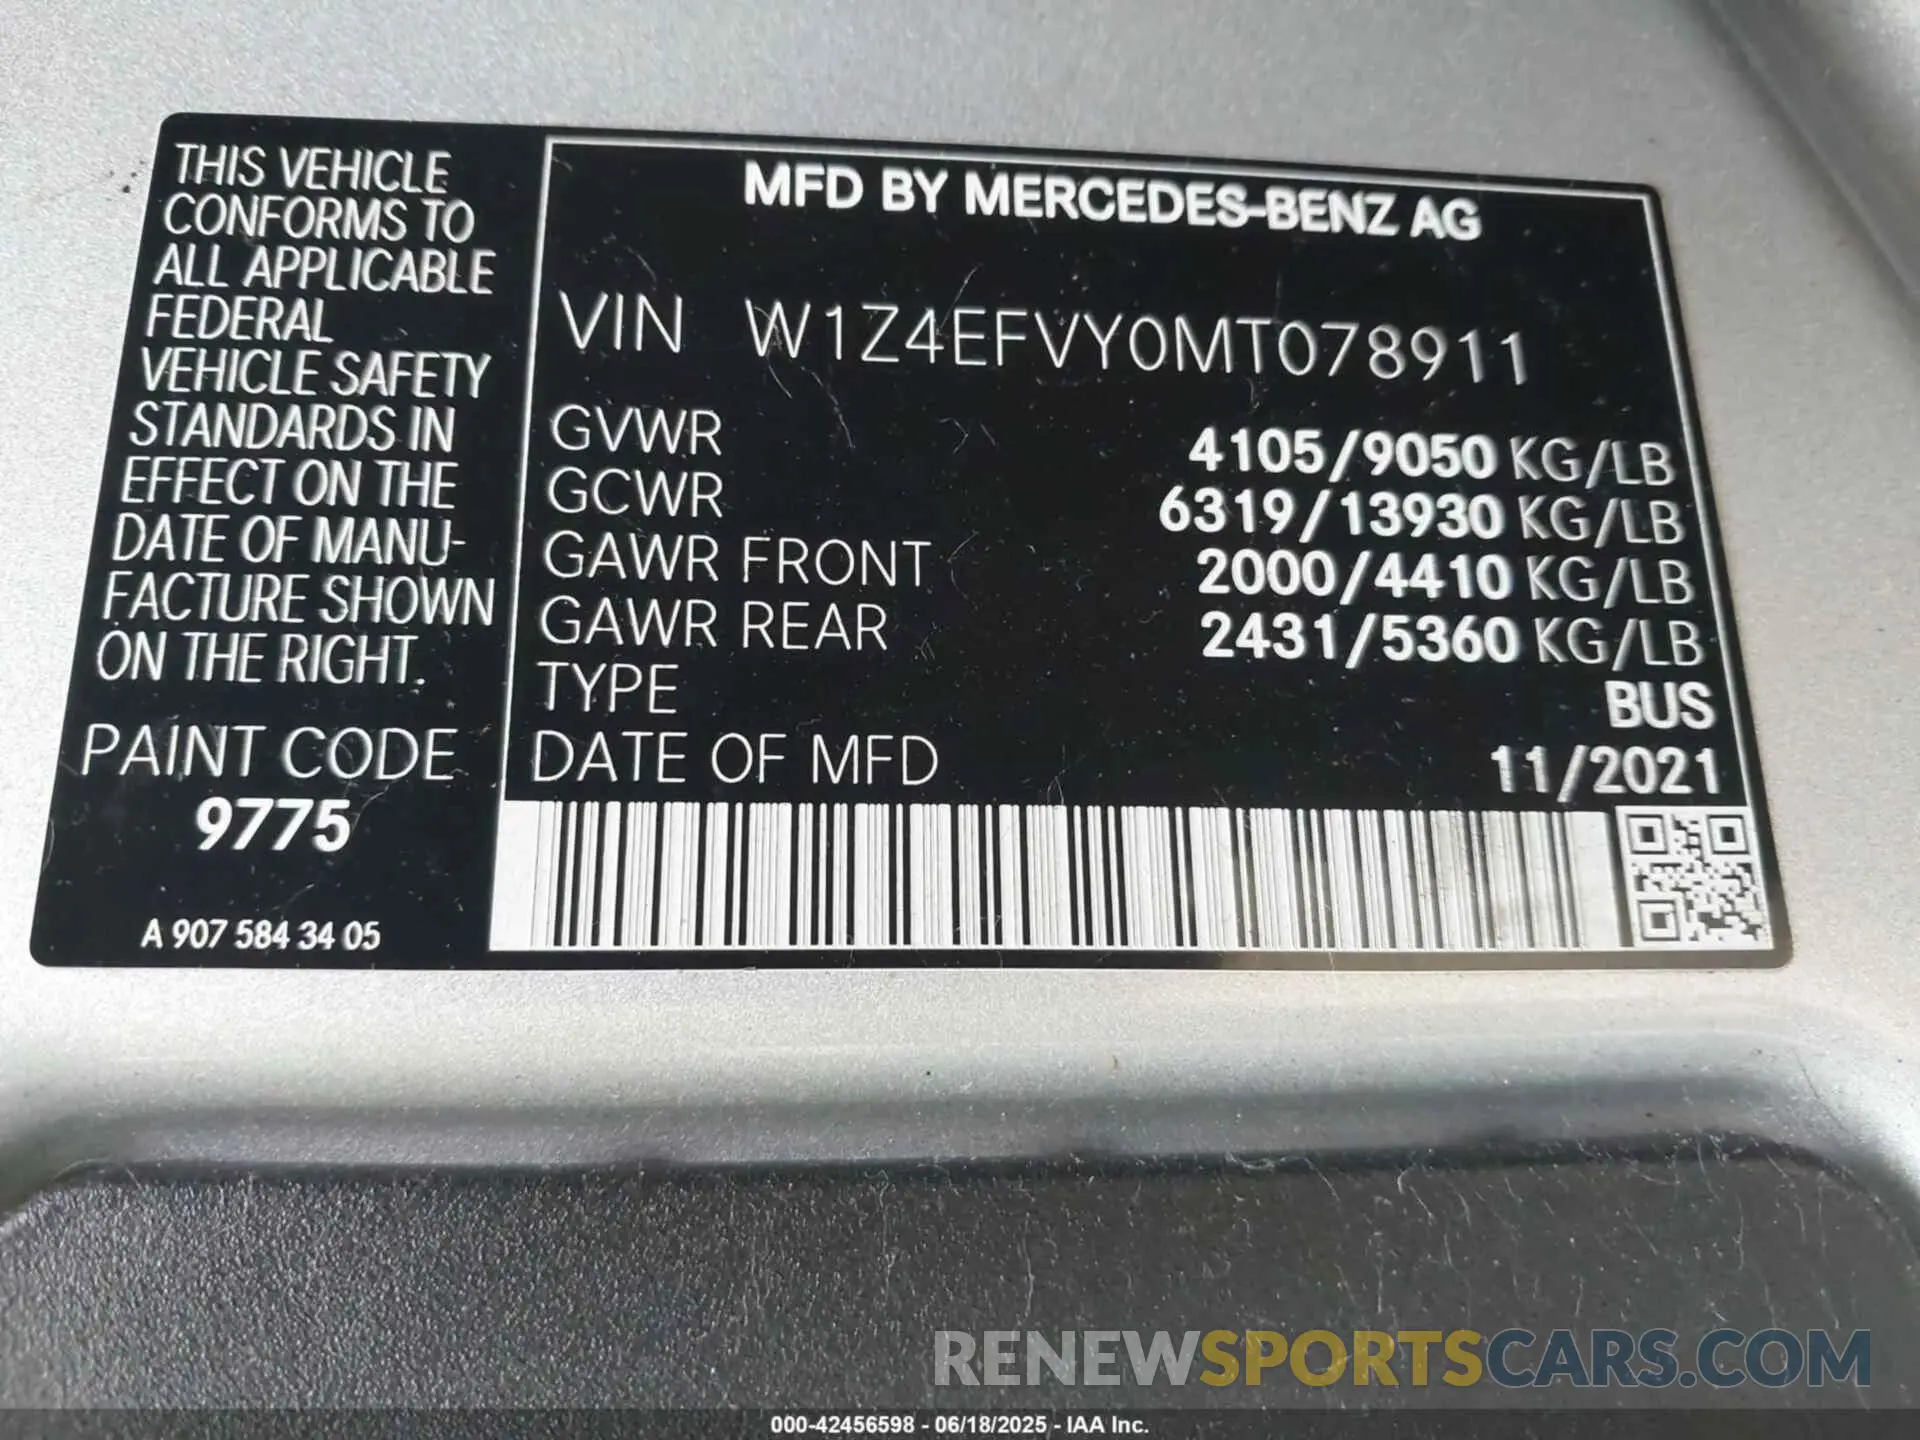 THIS VEHICLE
CONFORMS TO
ALL APPLICABLE
FEDERAL
VEHICLE SAFETY
STANDARDS IN
EFFECT ON THE
DATE OF MANU-
FACTURE SHOWN
ON THE RIGHT.
PAINT CODE
9775
A 907 584 34 05
MFD BY MERCEDES-BENZ AG
VIN W1Z4EFVY0MT078911
GVWR 4105/9050 KG/LB
GCWR 6319/13930 KG/LB
GAWR FRONT 2000/4410 KG/LB
GAWR REAR 2431/5360 KG/LB
TYPE BUS
DATE OF MFD 11/2021
RENEWSPORTSCARS.COM
000-42456598 - 06/18/2025 - IAA Inc.